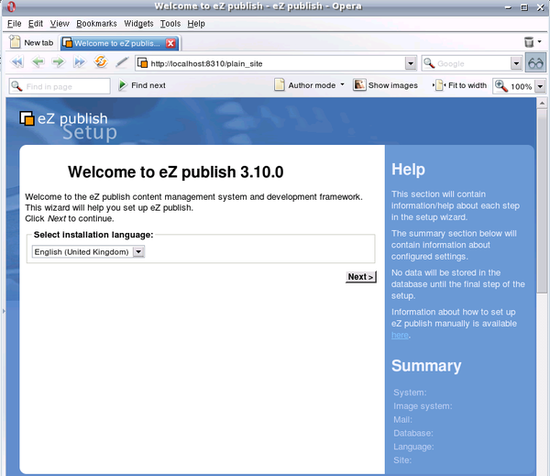 Welcome to eZ publish - eZ publish - Opera
File Edit View Bookmarks Widgets Tools Help
New tab Welcome to eZ publis...
http://localhost:8310/plain_site Google
Find in page Find next Author mode Show images Fit to width 100%
eZ publish
Setup
Welcome to eZ publish 3.10.0
Welcome to the eZ publish content management system and development framework.
This wizard will help you set up eZ publish.
Click Next to continue.
Select installation language:
English (United Kingdom)
Next >
Help
This section will contain
information/help about each step
in the setup wizard.
The summary section below will
contain information about
configured settings.
No data will be stored in the
database until the final step of the
setup.
Information about how to set up
eZ publish manually is available
here.
Summary
System:
Image system:
Mail:
Database:
Language:
Site: